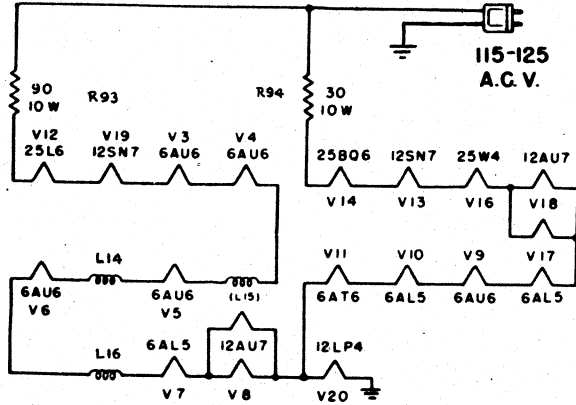 115-125
A.C.V.
90
10W
R93
R94
30
10W
V12
25L6
V19
12SN7
V3
6AU6
V4
6AU6
25BQ6
V14
12SN7
V13
25W4
V16
12AU7
V18
6AU6
V6
L14
6AU6
V5
(L15)
V11
6AT6
V10
6AL5
V9
6AU6
V17
6AL5
L16
6AL5
V7
12AU7
V8
12LP4
V20